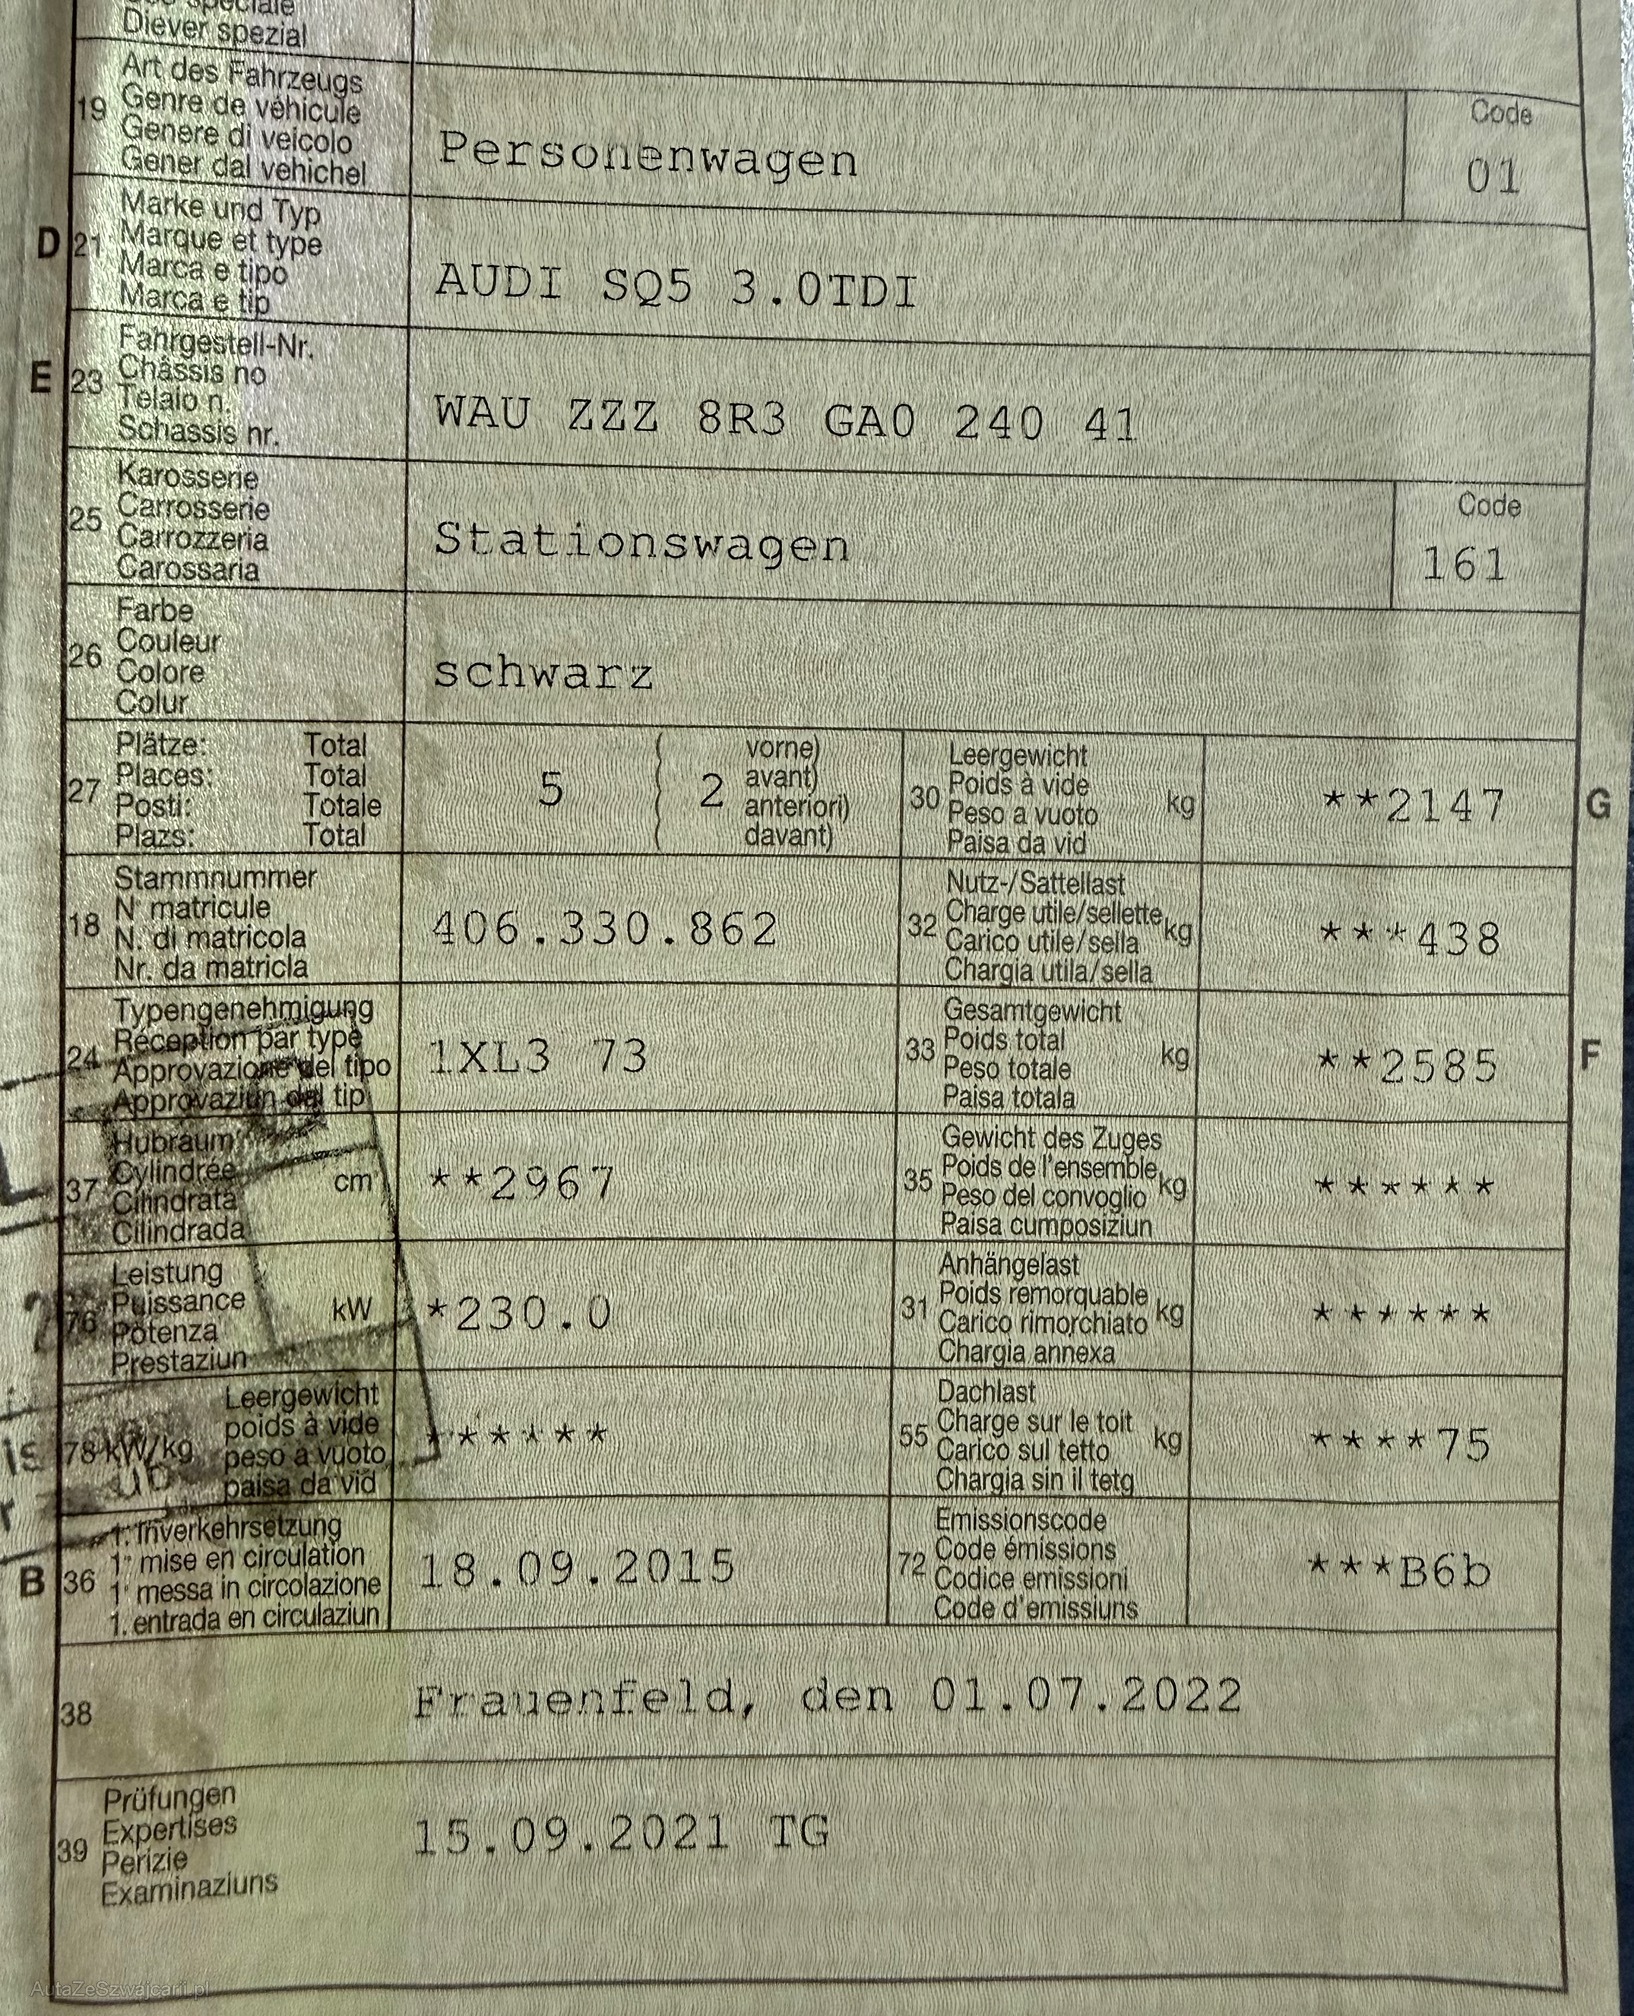 Diever spezial
19 Art des Fahrzeugs
Genre de véhicule
Genere di veicolo
Gener dal vehichel
Personenwagen
Code
01
D 21 Marke und Typ
Marque et type
Marca e tipo
Marca e tip
AUDI SQ5 3.0TDI
E 23 Fahrgestell-Nr.
Châssis no
Telaio n.
Schassis nr.
WAU ZZZ 8R3 GA0 240 41
25 Karosserie
Carrosserie
Carrozzeria
Carossaria
Stationswagen
Code
161
26 Farbe
Couleur
Colore
Colur
schwarz
27 Plätze: Total
Places: Total
Posti: Totale
Plazs: Total
5 ( 2 vorne)
( avant)
( anteriori)
( davant)
30 Leergewicht
Poids à vide
Peso a vuoto
Paisa da vid
kg
**2147
G
18 Stammnummer
N° matricule
N. di matricola
Nr. da matricla
406.330.862
32 Nutz-/Sattellast
Charge utile/sellette
Carico utile/sella
Chargia utila/sella
kg
***438
24 Typengenehmigung
Réception par type
Approvazione del tipo
Approvaziun dal tip
1XL3 73
33 Gesamtgewicht
Poids total
Peso totale
Paisa totala
kg
**2585
F
37 Hubraum
Cylindrée
Cilindrata
Cilindrada
cm³
**2967
35 Gewicht des Zuges
Poids de l'ensemble
Peso del convoglio
Paisa cumposiziun
kg
******
76 Leistung
Puissance
Potenza
Prestaziun
kW
*230.0
31 Anhängelast
Poids remorquable
Carico rimorchiato
Chargia annexa
kg
******
78 kW/kg
Leergewicht
poids à vide
peso a vuoto
paisa da vid
******
55 Dachlast
Charge sur le toit
Carico sul tetto
Chargia sin il tetg
kg
****75
B 36 1. Inverkehrsetzung
1re mise en circulation
1a messa in circolazione
1. entrada en circulaziun
18.09.2015
72 Emissionscode
Code émissions
Codice emissioni
Code d'emissiuns
***B6b
38
Frauenfeld, den 01.07.2022
39 Prüfungen
Expertises
Perizie
Examinaziuns
15.09.2021 TG
AutaZeSzwajcarii.pl